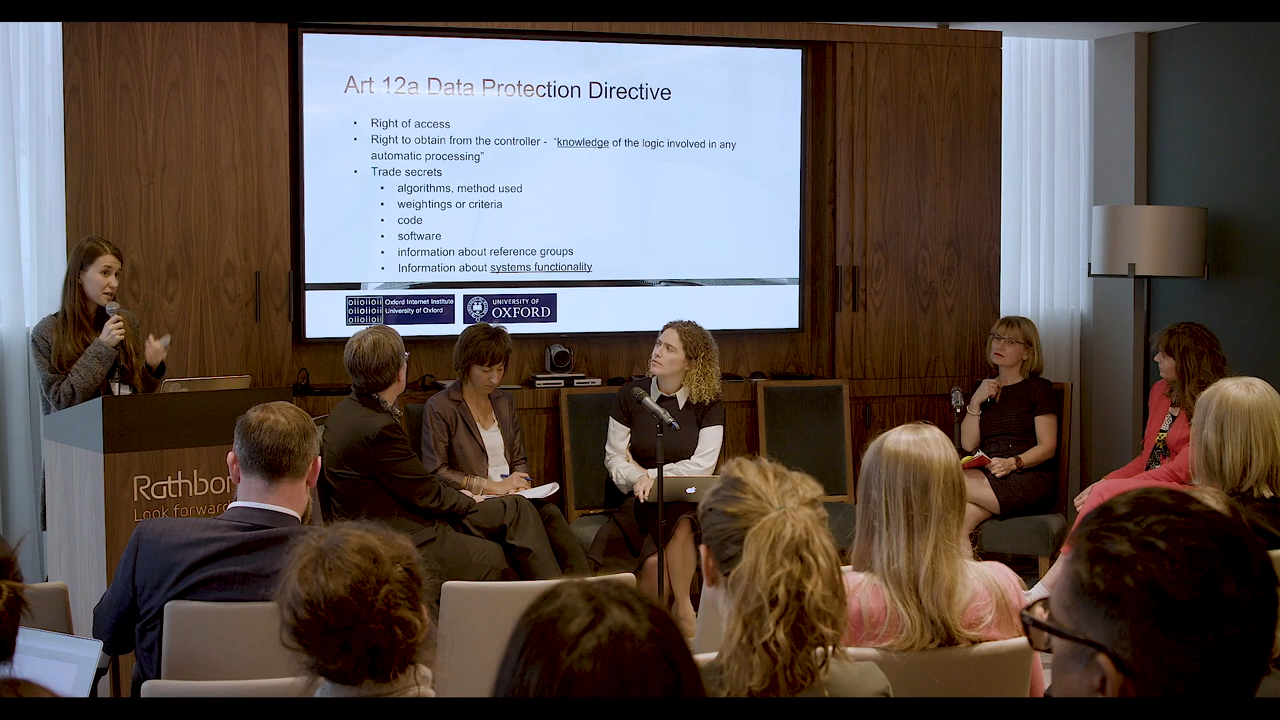 Art 12a Data Protection Directive
• Right of access
• Right to obtain from the controller - "knowledge of the logic involved in any
automatic processing"
• Trade secrets
• algorithms, method used
• weightings or criteria
• code
• software
• information about reference groups
• Information about systems functionality
Oxford Internet Institute
University of Oxford
UNIVERSITY OF
OXFORD
Rathbon
Look forward